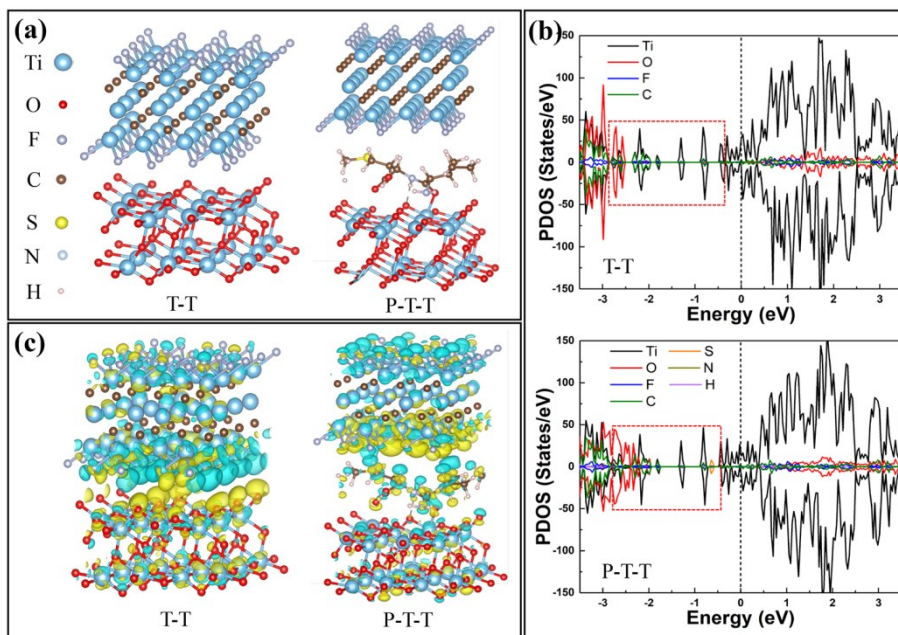 (a)
Ti
O
F
C
S
N
H
T-T
P-T-T
(c)
T-T
P-T-T
(b)
150
100
50
0
-50
-100
-150
PDOS (States/eV)
Ti
O
F
C
T-T
-3 -2 -1 0 1 2 3
Energy (eV)
150
100
50
0
-50
-100
-150
PDOS (States/eV)
Ti S
O N
F H
C
P-T-T
-3 -2 -1 0 1 2 3
Energy (eV)